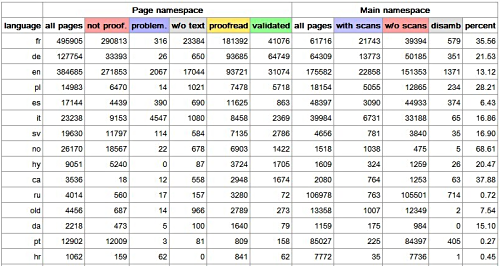 Page namespace Main namespace
language all pages not proof. problem. w/o text proofread validated all pages with scans w/o scans disamb percent
fr 495905 290813 316 23384 181392 41076 61716 21743 39394 579 35.56
de 127754 33393 26 650 93685 64749 64309 13773 50185 351 21.53
en 384685 271853 2067 17044 93721 31074 175582 22858 151353 1371 13.12
pl 14983 6470 14 1021 7478 5718 18154 5055 12865 234 28.21
es 17144 4439 390 690 11625 863 48397 3090 44933 374 6.43
it 23238 9153 4547 1080 8458 2369 39984 6731 33188 65 16.86
sv 19630 11797 114 584 7135 2786 4656 781 3840 35 16.90
no 26170 18567 22 678 6903 1422 1518 1038 475 5 68.61
hy 9051 5240 0 87 3724 1705 1609 324 1259 26 20.47
ca 3536 18 12 558 2948 1674 2080 764 1253 63 37.88
ru 4014 560 17 157 3280 72 106978 763 105501 714 0.72
old 4456 687 14 966 2789 273 13358 1007 12349 2 7.54
da 2218 473 5 100 1640 79 1159 175 984 0 15.10
pt 12902 12009 3 81 809 158 85027 225 84397 405 0.27
hr 1062 159 62 0 841 62 7772 35 7736 1 0.45